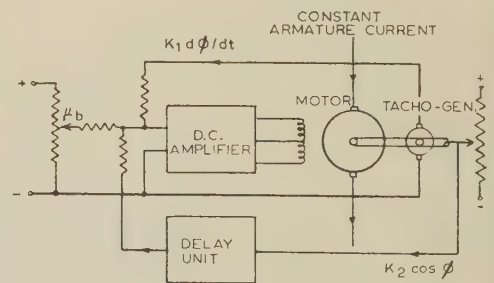 CONSTANT
ARMATURE CURRENT
K₁ dϕ/dt
+
μb
MOTOR
TACHO-GEN.
+
D.C.
AMPLIFIER
-
-
DELAY
UNIT
K₂ cos ϕ